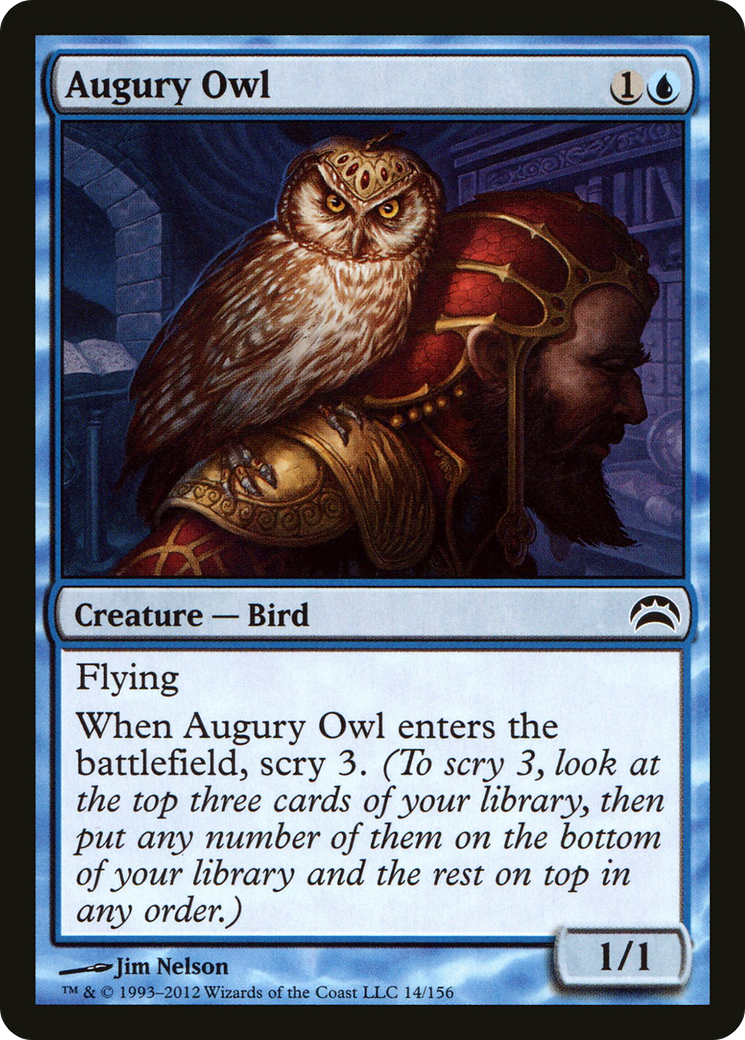 Augury Owl 1
Creature — Bird
Flying
When Augury Owl enters the
battlefield, scry 3. (To scry 3, look at
the top three cards of your library, then
put any number of them on the bottom
of your library and the rest on top in
any order.)
1/1
Jim Nelson
™ & © 1993–2012 Wizards of the Coast LLC 14/156